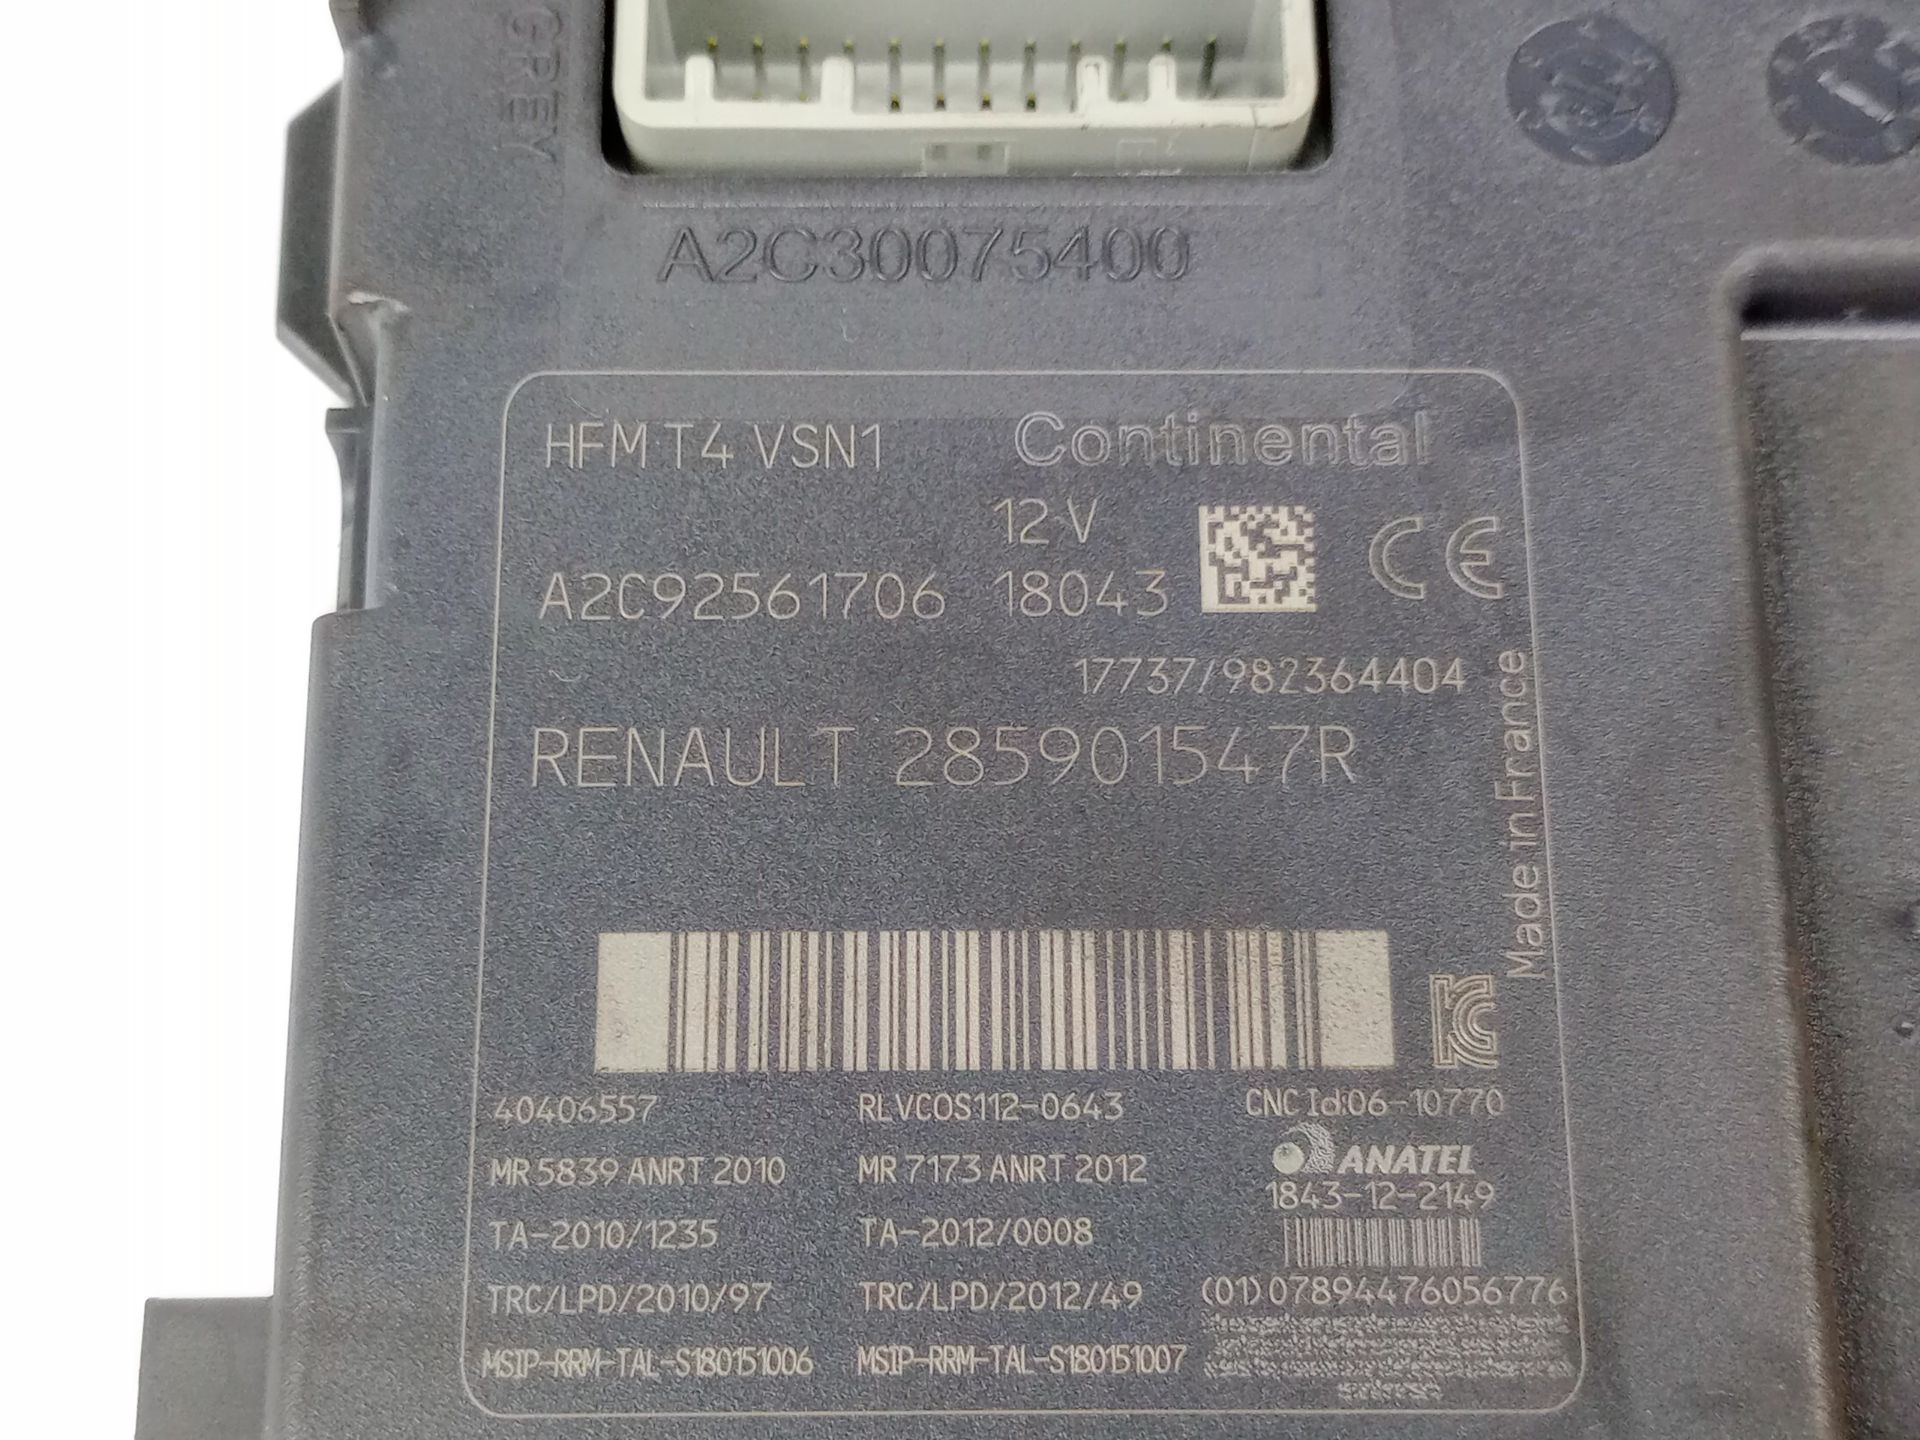 GREY
A2C30075400
HFM T4 VSN1
Continental
12 V
A2C92561706 18043
CE
17737/982364404
RENAULT 285901547R
Made in France
40406557
RLVCOS112-0643
CNC Id:06-10770
MR 5839 ANRT 2010
MR 7173 ANRT 2012
ANATEL
1843-12-2149
TA-2010/1235
TA-2012/0008
TRC/LPD/2010/97
TRC/LPD/2012/49
(01)07894476056776
MSIP-RRM-TAL-S180151006
MSIP-RRM-TAL-S180151007